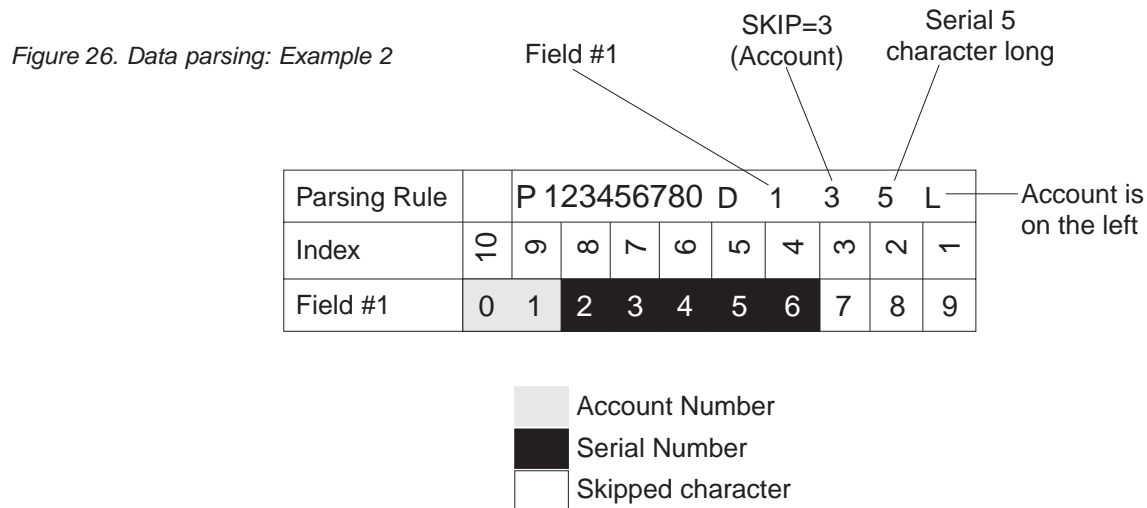 Figure 26. Data parsing: Example 2
Field #1
SKIP=3
(Account)
Serial 5
character long
Parsing Rule P 123456780 D 1 3 5 L
Account is
on the left
Index 10 9 8 7 6 5 4 3 2 1
Field #1 0 1 2 3 4 5 6 7 8 9
Account Number
Serial Number
Skipped character